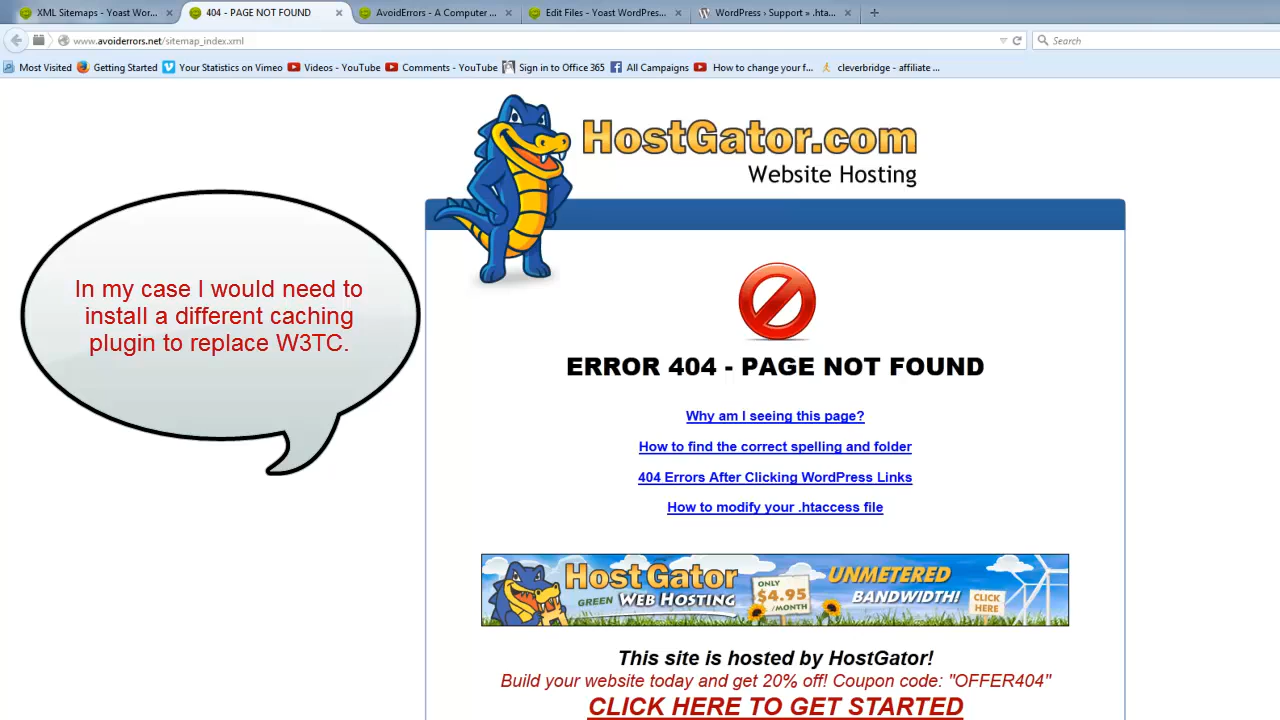 XML Sitemaps - Yoast Wor...
404 - PAGE NOT FOUND
AvoidErrors - A Computer ...
Edit Files - Yoast WordPres...
WordPress › Support » .hta...
www.avoiderrors.net/sitemap_index.xml
Search
Most Visited
Getting Started
Your Statistics on Vimeo
Videos - YouTube
Comments - YouTube
Sign in to Office 365
All Campaigns
How to change your f...
cleverbridge - affiliate ...
HostGator.com
Website Hosting
In my case I would need to
install a different caching
plugin to replace W3TC.
ERROR 404 - PAGE NOT FOUND
Why am I seeing this page?
How to find the correct spelling and folder
404 Errors After Clicking WordPress Links
How to modify your .htaccess file
HostGator
GREEN WEB HOSTING
ONLY
$4.95
/MONTH
UNMETERED
BANDWIDTH!
CLICK
HERE
This site is hosted by HostGator!
Build your website today and get 20% off! Coupon code: "OFFER404"
CLICK HERE TO GET STARTED